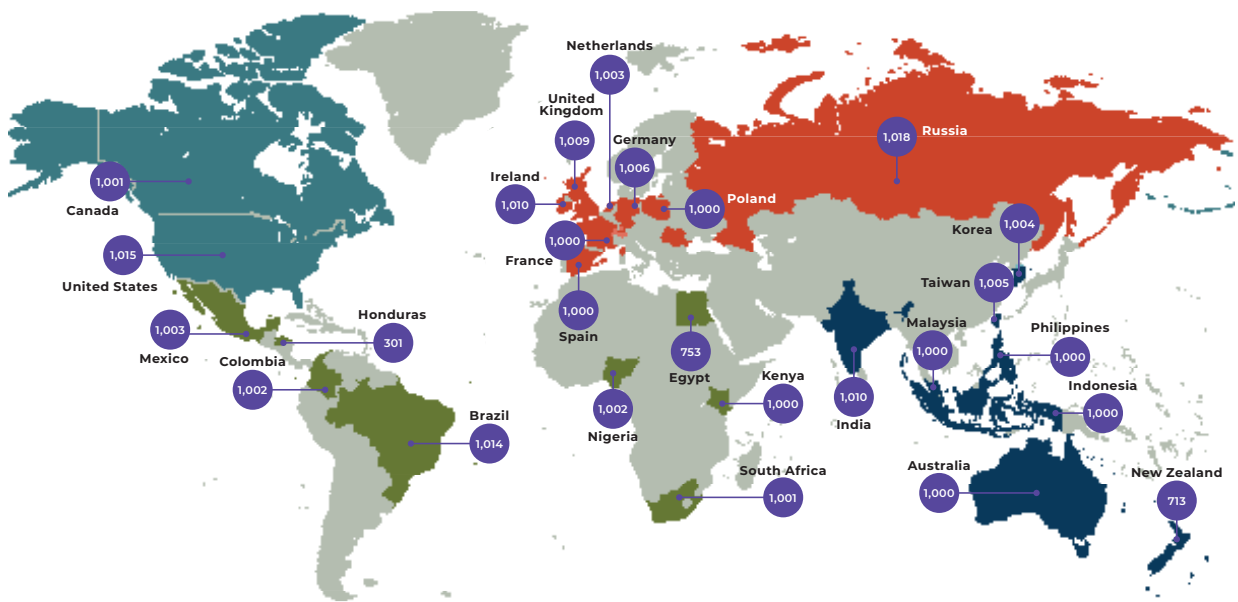 Netherlands
1,003
United
Kingdom
1,009
Germany
1,006
Ireland
1,010
Poland
1,000
Russia
1,018
France
1,000
Spain
1,000
Canada
1,001
United States
1,015
Mexico
1,003
Honduras
301
Colombia
1,002
Brazil
1,014
Egypt
753
Nigeria
1,002
Kenya
1,000
South Africa
1,001
Korea
1,004
Taiwan
1,005
Malaysia
1,000
Philippines
1,000
Indonesia
1,000
India
1,010
Australia
1,000
New Zealand
713